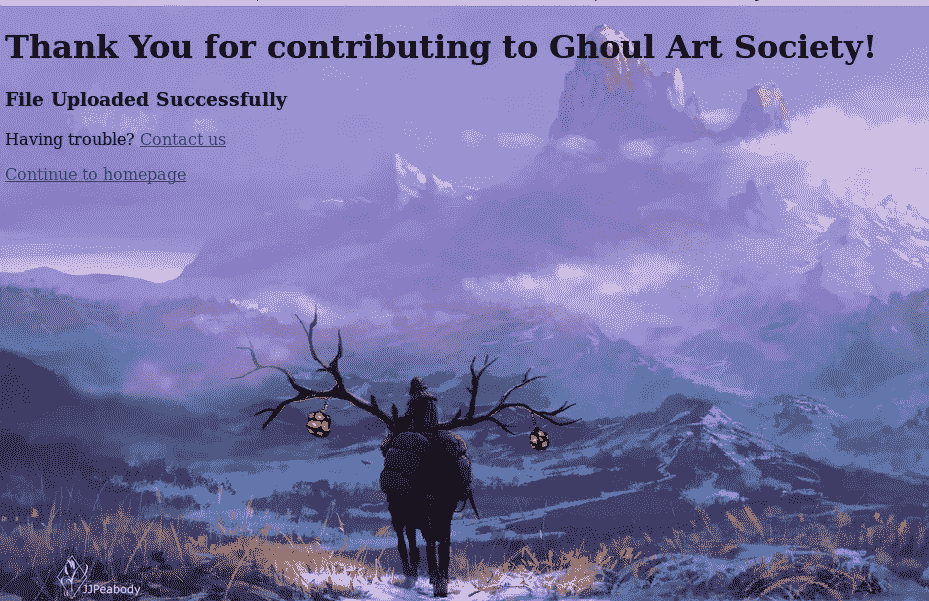 Thank You for contributing to Ghoul Art Society!
File Uploaded Successfully
Having trouble? Contact us
Continue to homepage
JJPeabody